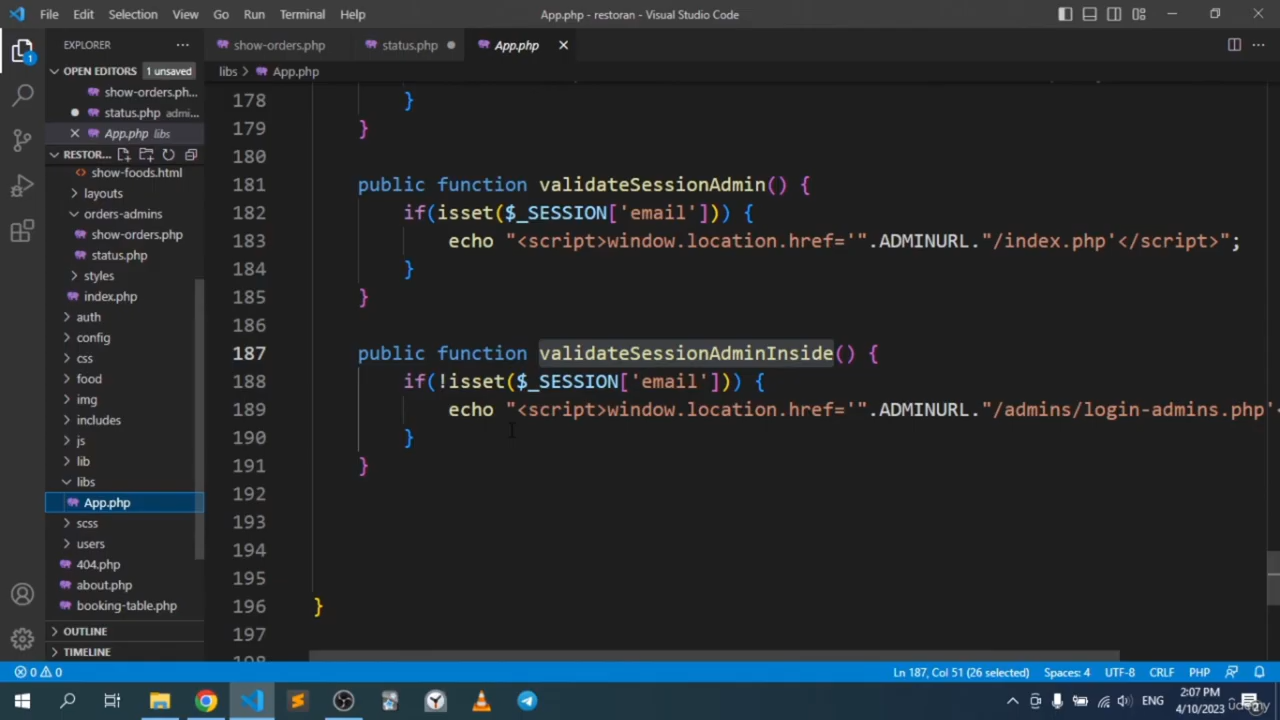 File Edit Selection View Go Run Terminal Help App.php - restoran - Visual Studio Code
EXPLORER
show-orders.php status.php App.php
OPEN EDITORS 1 unsaved
libs > App.php
show-orders.ph...
status.php admi...
App.php libs
RESTOR...
show-foods.html
layouts
orders-admins
show-orders.php
status.php
styles
index.php
auth
config
css
food
img
includes
js
lib
libs
App.php
scss
users
404.php
about.php
booking-table.php
OUTLINE
TIMELINE
178 }
179 }
180
181 public function validateSessionAdmin() {
182 if(isset($_SESSION['email'])) {
183 echo "<script>window.location.href='".ADMINURL."/index.php'</script>";
184 }
185 }
186
187 public function validateSessionAdminInside() {
188 if(!isset($_SESSION['email'])) {
189 echo "<script>window.location.href='".ADMINURL."/admins/login-admins.php'
190 }
191 }
192
193
194
195
196 }
197
0 0 Ln 187, Col 51 (26 selected) Spaces: 4 UTF-8 CRLF PHP
ENG 2:07 PM
4/10/2023
udemy